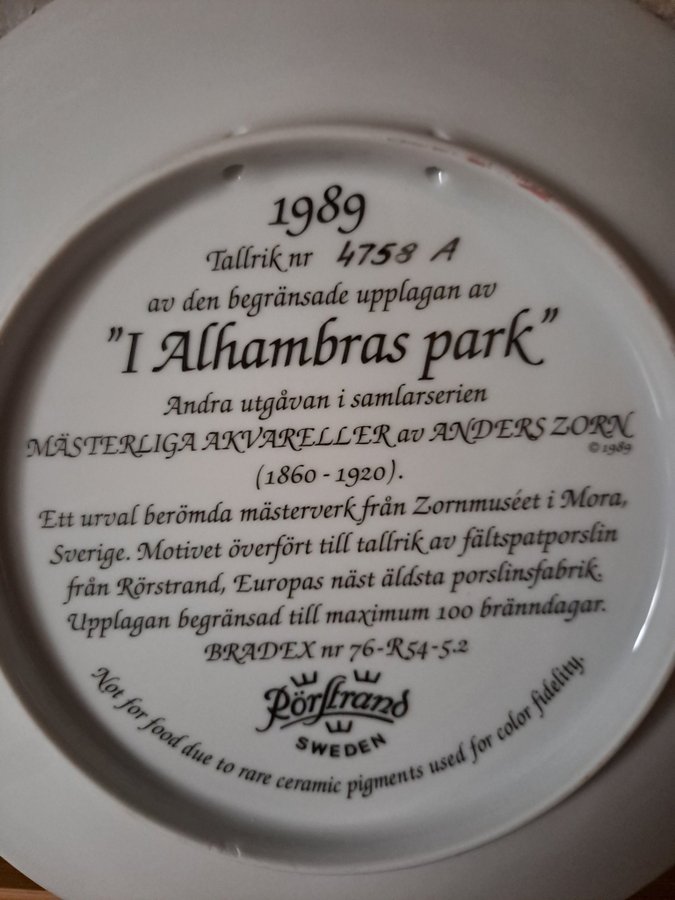 1989
Tallrik nr 4758 A
av den begränsade upplagan av
"I Alhambras park"
Andra utgåvan i samlarserien
MÄSTERLIGA AKVARELLER av ANDERS ZORN
© 1989
(1860 - 1920).
Ett urval berömda mästerverk från Zornmuséet i Mora,
Sverige. Motivet överfört till tallrik av fältspatporslin
från Rörstrand, Europas näst äldsta porslinsfabrik.
Upplagan begränsad till maximum 100 bränndagar.
BRADEX nr 76-R54-5.2
Rörstrand
SWEDEN
Not for food due to rare ceramic pigments used for color fidelity.